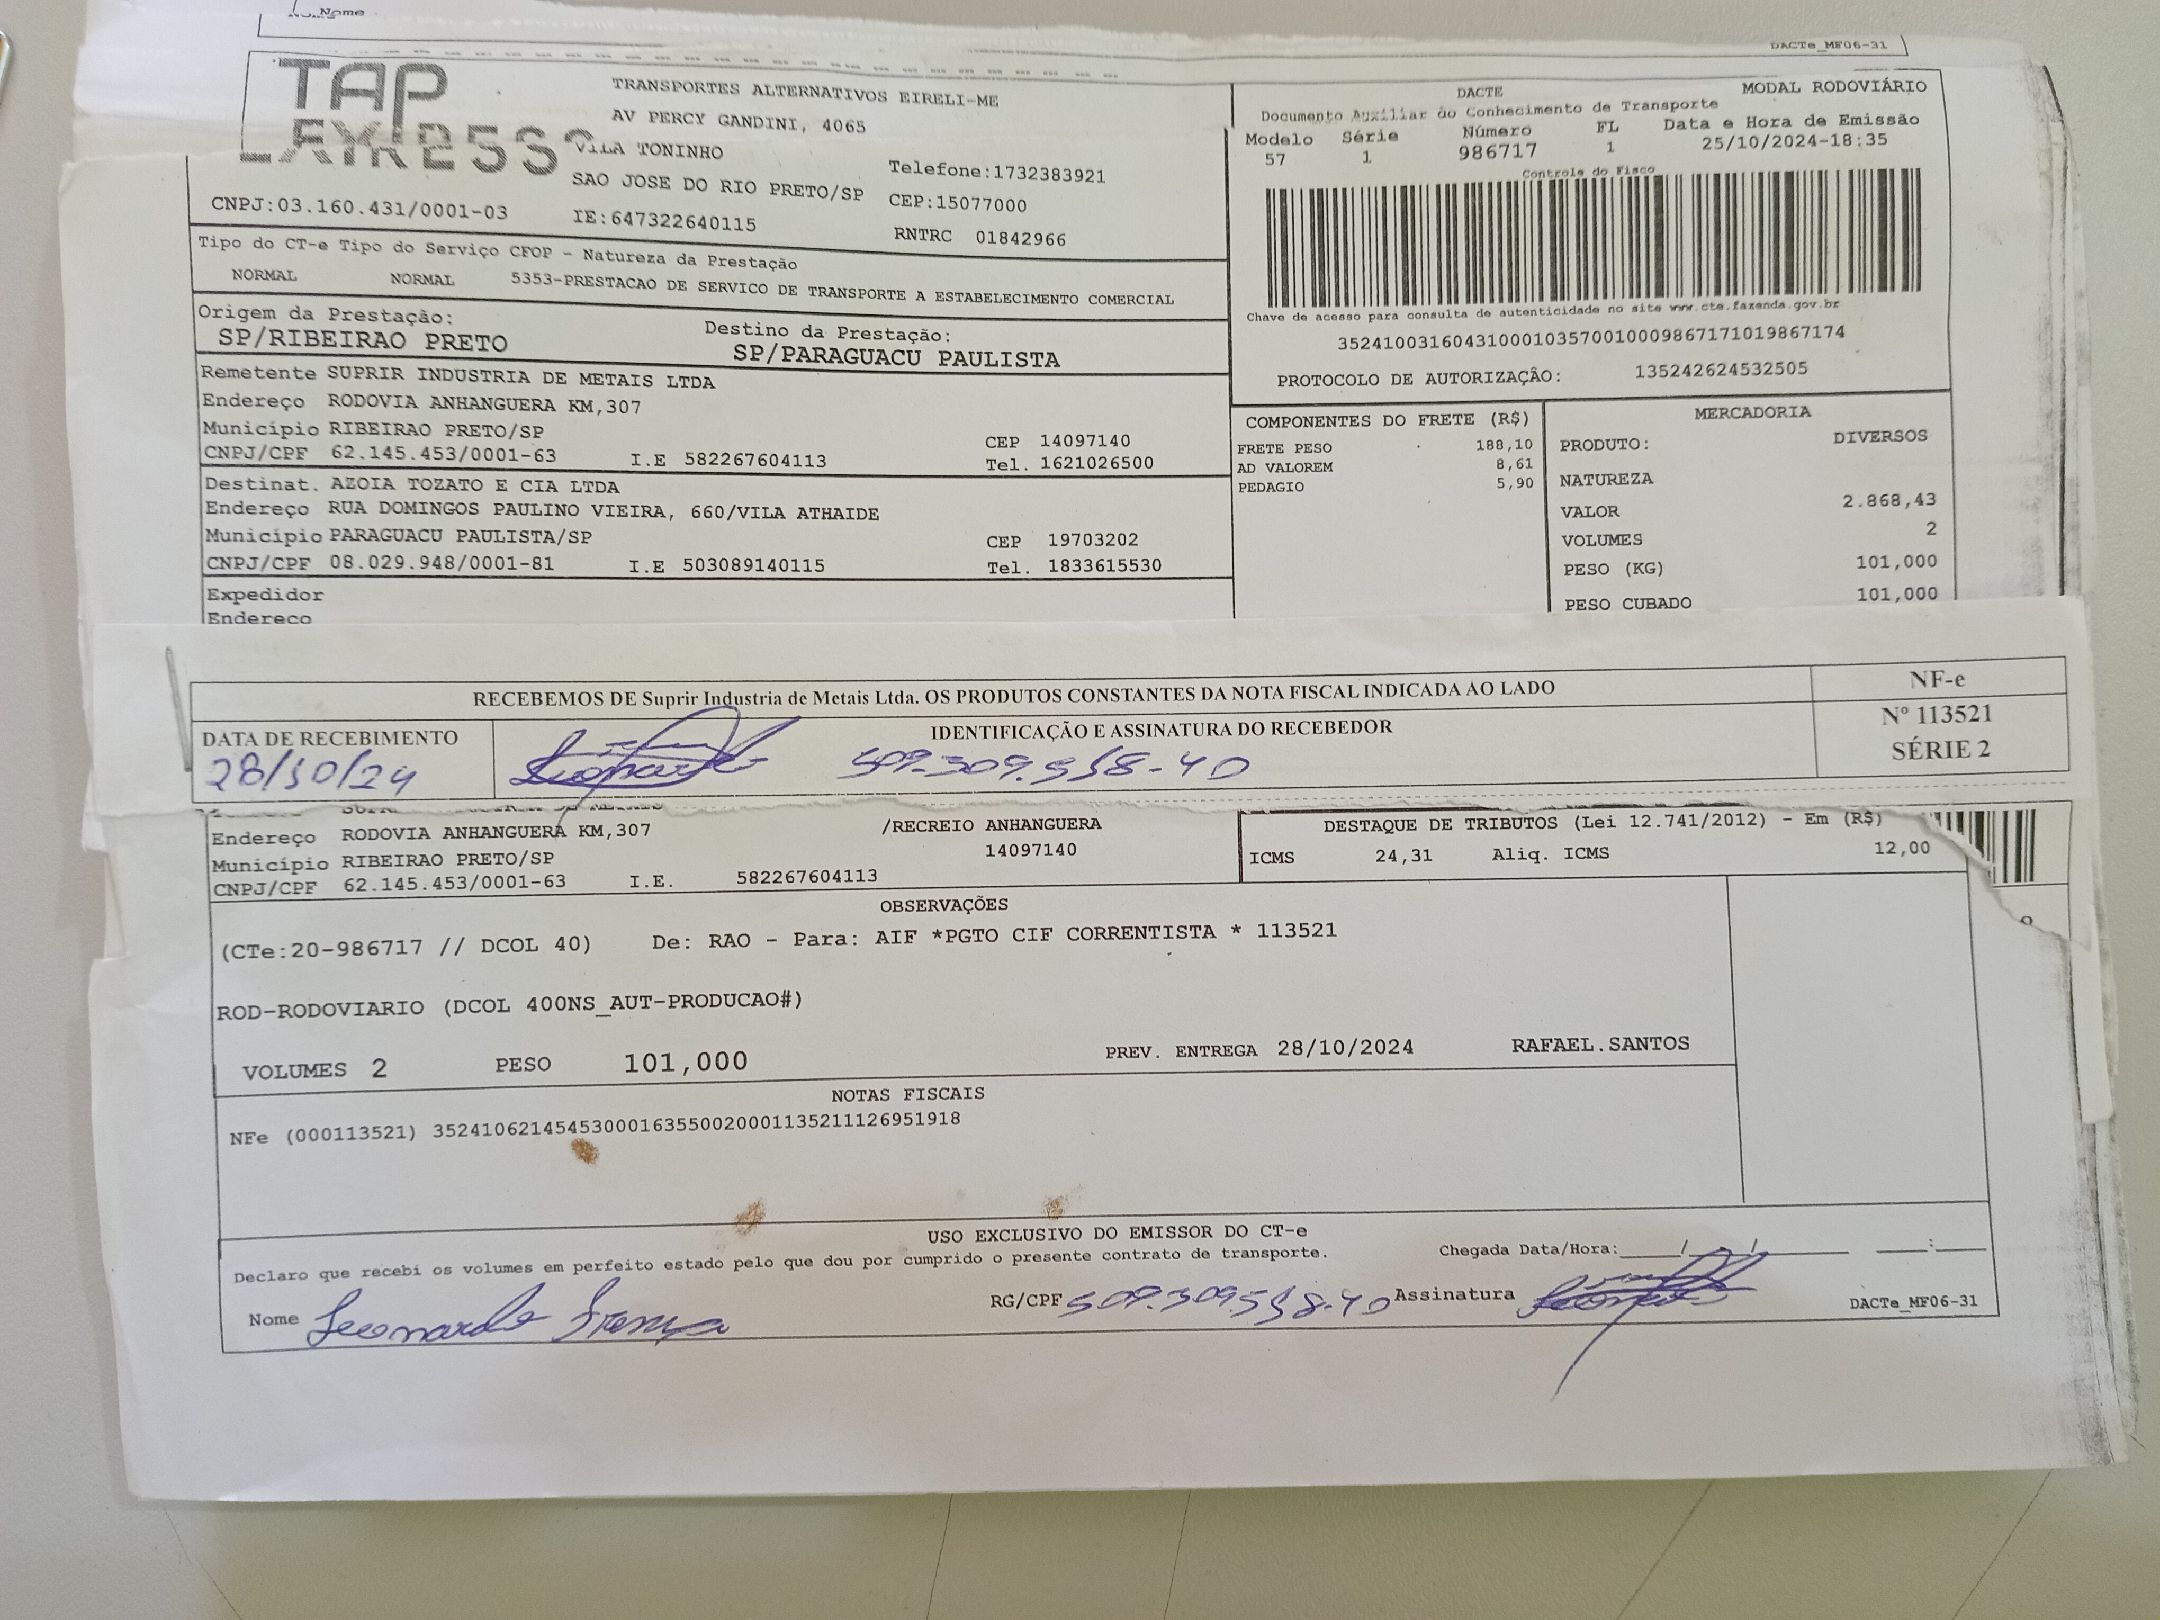 Nome
DACTe_MF06-31
TAP
EXPRESS
TRANSPORTES ALTERNATIVOS EIRELI-ME
AV PERCY GANDINI, 4065
VILA TONINHO
SAO JOSE DO RIO PRETO/SP
IE:647322640115
Telefone:1732383921
CEP:15077000
RNTRC 01842966
CNPJ:03.160.431/0001-03
DACTE MODAL RODOVIÁRIO
Documento Auxiliar do Conhecimento de Transporte
Modelo Série Número FL Data e Hora de Emissão
57 1 986717 1 25/10/2024-18:35
Controle do Fisco
Chave de acesso para consulta de autenticidade no site www.cte.fazenda.gov.br
35241003160431000103570010009867171019867174
PROTOCOLO DE AUTORIZAÇÃO: 135242624532505
Tipo do CT-e Tipo do Serviço CFOP - Natureza da Prestação
NORMAL NORMAL 5353-PRESTACAO DE SERVICO DE TRANSPORTE A ESTABELECIMENTO COMERCIAL
Origem da Prestação: Destino da Prestação:
SP/RIBEIRAO PRETO SP/PARAGUACU PAULISTA
Remetente SUPRIR INDUSTRIA DE METAIS LTDA
Endereço RODOVIA ANHANGUERA KM,307
Município RIBEIRAO PRETO/SP CEP 14097140
CNPJ/CPF 62.145.453/0001-63 I.E 582267604113 Tel. 1621026500
Destinat. AZOIA TOZATO E CIA LTDA
Endereço RUA DOMINGOS PAULINO VIEIRA, 660/VILA ATHAIDE
Município PARAGUACU PAULISTA/SP CEP 19703202
CNPJ/CPF 08.029.948/0001-81 I.E 503089140115 Tel. 1833615530
Expedidor
Endereco
COMPONENTES DO FRETE (R$)
FRETE PESO 188,10
AD VALOREM 8,61
PEDAGIO 5,90
MERCADORIA
PRODUTO: DIVERSOS
NATUREZA
VALOR 2.868,43
VOLUMES 2
PESO (KG) 101,000
PESO CUBADO 101,000
RECEBEMOS DE Suprir Industria de Metais Ltda. OS PRODUTOS CONSTANTES DA NOTA FISCAL INDICADA AO LADO
NF-e
Nº 113521
SÉRIE 2
DATA DE RECEBIMENTO IDENTIFICAÇÃO E ASSINATURA DO RECEBEDOR
28/10/24 509.309.558-40
Endereço RODOVIA ANHANGUERA KM,307 /RECREIO ANHANGUERA
Município RIBEIRAO PRETO/SP 14097140
CNPJ/CPF 62.145.453/0001-63 I.E. 582267604113
DESTAQUE DE TRIBUTOS (Lei 12.741/2012) - Em (R$)
ICMS 24,31 Aliq. ICMS 12,00
OBSERVAÇÕES
(CTe:20-986717 // DCOL 40) De: RAO - Para: AIF *PGTO CIF CORRENTISTA * 113521
ROD-RODOVIARIO (DCOL 400NS_AUT-PRODUCAO#)
VOLUMES 2 PESO 101,000 PREV. ENTREGA 28/10/2024 RAFAEL.SANTOS
NOTAS FISCAIS
NFe (000113521) 35241062145453000163550020001135211126951918
USO EXCLUSIVO DO EMISSOR DO CT-e
Declaro que recebi os volumes em perfeito estado pelo que dou por cumprido o presente contrato de transporte. Chegada Data/Hora:____/____/____ ___:___
Nome Leonardo França RG/CPF 509.309.558-40 Assinatura
DACTe_MF06-31